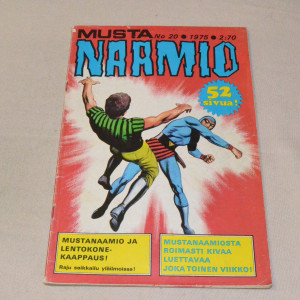 MUSTA
No 20 • 1975 • 2:70
NAAMIO
52
sivua!
MUSTANAAMIO JA
LENTOKONE-
KAAPPAUS!
Raju seikkailu yläilmoissa!
MUSTANAAMIOSTA
ROIMASTI KIVAA
LUETTAVAA
JOKA TOINEN VIIKKO!